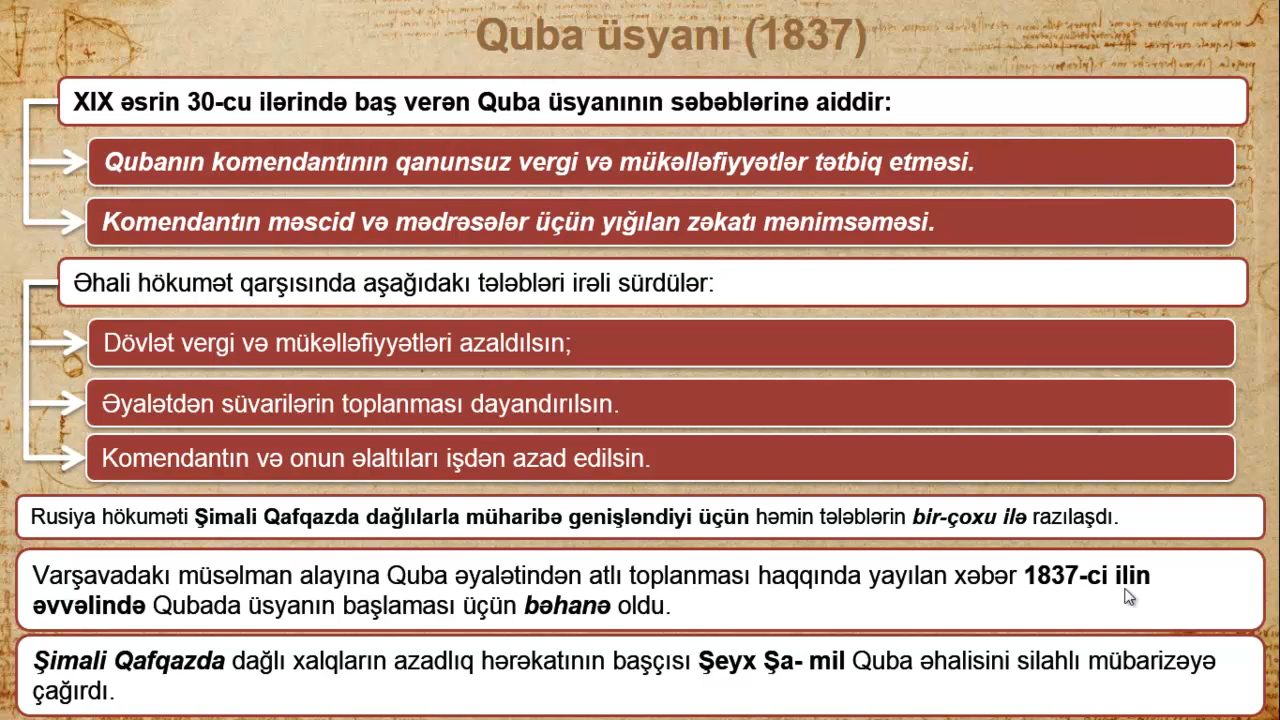 Quba üsyanı (1837)
XIX əsrin 30-cu ilərində baş verən Quba üsyanının səbəblərinə aiddir:
Qubanın komendantının qanunsuz vergi və mükəlləfiyyətlər tətbiq etməsi.
Komendantın məscid və mədrəsələr üçün yığılan zəkatı mənimsəməsi.
Əhali hökumət qarşısında aşağıdakı tələbləri irəli sürdülər:
Dövlət vergi və mükəlləfiyyətləri azaldılsın;
Əyalətdən süvarilərin toplanması dayandırılsın.
Komendantın və onun əlaltıları işdən azad edilsin.
Rusiya hökuməti Şimali Qafqazda dağlılarla müharibə genişləndiyi üçün həmin tələblərin bir-çoxu ilə razılaşdı.
Varşavadakı müsəlman alayına Quba əyalətindən atlı toplanması haqqında yayılan xəbər 1837-ci ilin
əvvəlində Qubada üsyanın başlaması üçün bəhanə oldu.
Şimali Qafqazda dağlı xalqların azadlıq hərəkatının başçısı Şeyx Şa- mil Quba əhalisini silahlı mübarizəyə
çağırdı.